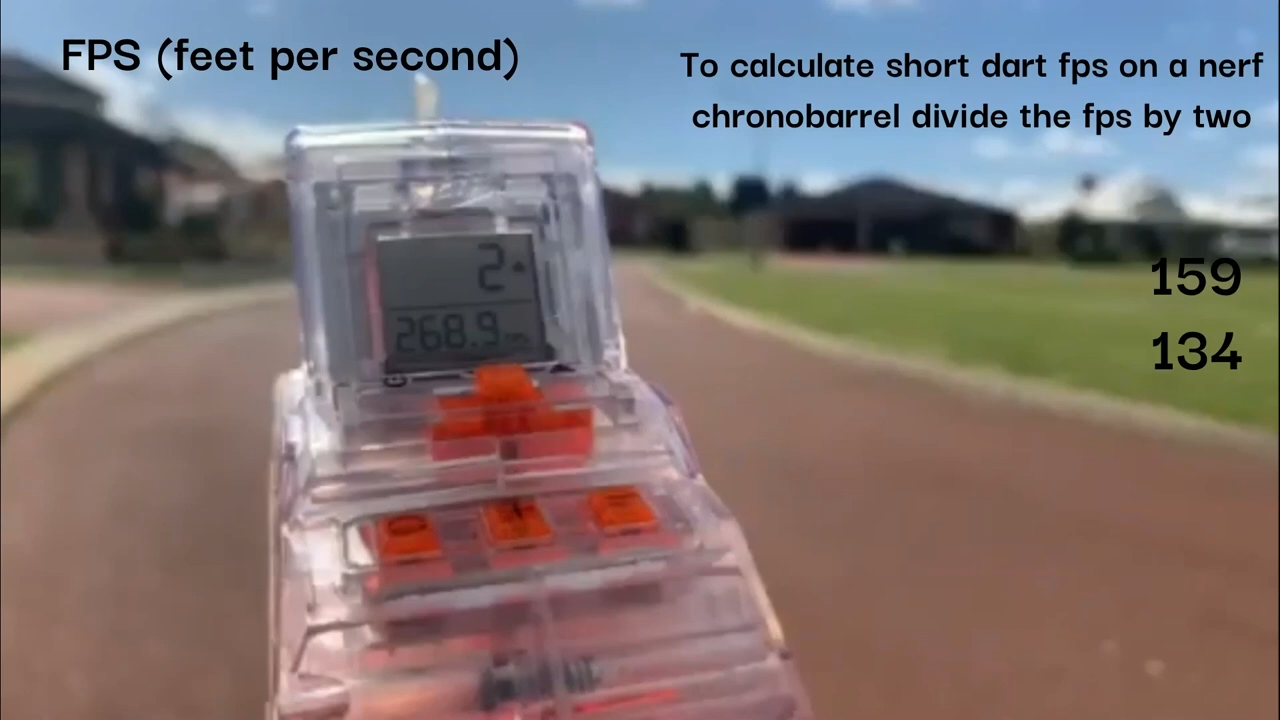 FPS (feet per second)
To calculate short dart fps on a nerf
chronobarrel divide the fps by two
2
268.9
159
134